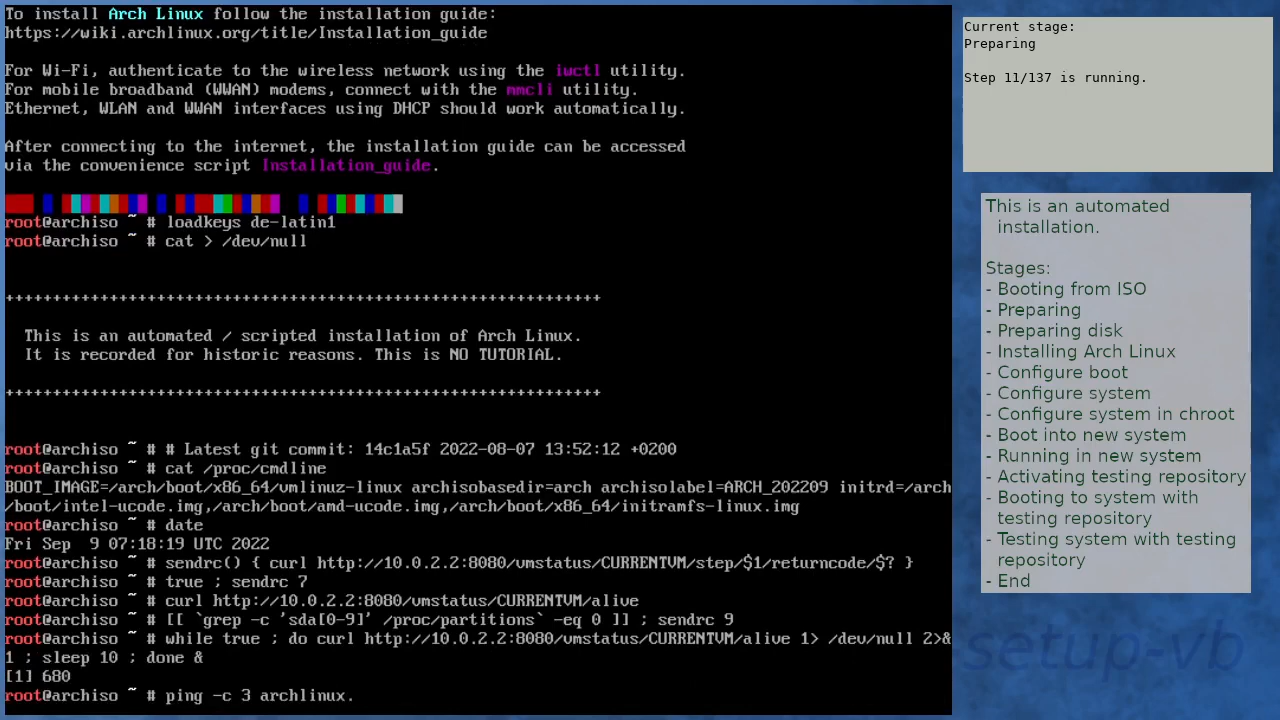 To install Arch Linux follow the installation guide:
https://wiki.archlinux.org/title/Installation_guide
For Wi-Fi, authenticate to the wireless network using the iwctl utility.
For mobile broadband (WWAN) modems, connect with the mmcli utility.
Ethernet, WLAN and WWAN interfaces using DHCP should work automatically.
After connecting to the internet, the installation guide can be accessed
via the convenience script Installation_guide.
root@archiso ~ # loadkeys de-latin1
root@archiso ~ # cat > /dev/null
+++++++++++++++++++++++++++++++++++++++++++++++++++++++++++++++
This is an automated / scripted installation of Arch Linux.
It is recorded for historic reasons. This is NO TUTORIAL.
+++++++++++++++++++++++++++++++++++++++++++++++++++++++++++++++
root@archiso ~ # # Latest git commit: 14c1a5f 2022-08-07 13:52:12 +0200
root@archiso ~ # cat /proc/cmdline
BOOT_IMAGE=/arch/boot/x86_64/vmlinuz-linux archisobasedir=arch archisolabel=ARCH_202209 initrd=/arch
/boot/intel-ucode.img,/arch/boot/amd-ucode.img,/arch/boot/x86_64/initramfs-linux.img
root@archiso ~ # date
Fri Sep  9 07:18:19 UTC 2022
root@archiso ~ # sendrc() { curl http://10.0.2.2:8080/vmstatus/CURRENTVM/step/$1/returncode/$? }
root@archiso ~ # true ; sendrc 7
root@archiso ~ # curl http://10.0.2.2:8080/vmstatus/CURRENTVM/alive
root@archiso ~ # [[ `grep -c 'sda[0-9]' /proc/partitions` -eq 0 ]] ; sendrc 9
root@archiso ~ # while true ; do curl http://10.0.2.2:8080/vmstatus/CURRENTVM/alive 1> /dev/null 2>&
1 ; sleep 10 ; done &
[1] 680
root@archiso ~ # ping -c 3 archlinux.
Current stage:
Preparing
Step 11/137 is running.
This is an automated
installation.
Stages:
- Booting from ISO
- Preparing
- Preparing disk
- Installing Arch Linux
- Configure boot
- Configure system
- Configure system in chroot
- Boot into new system
- Running in new system
- Activating testing repository
- Booting to system with
testing repository
- Testing system with testing
repository
- End
setup-vb